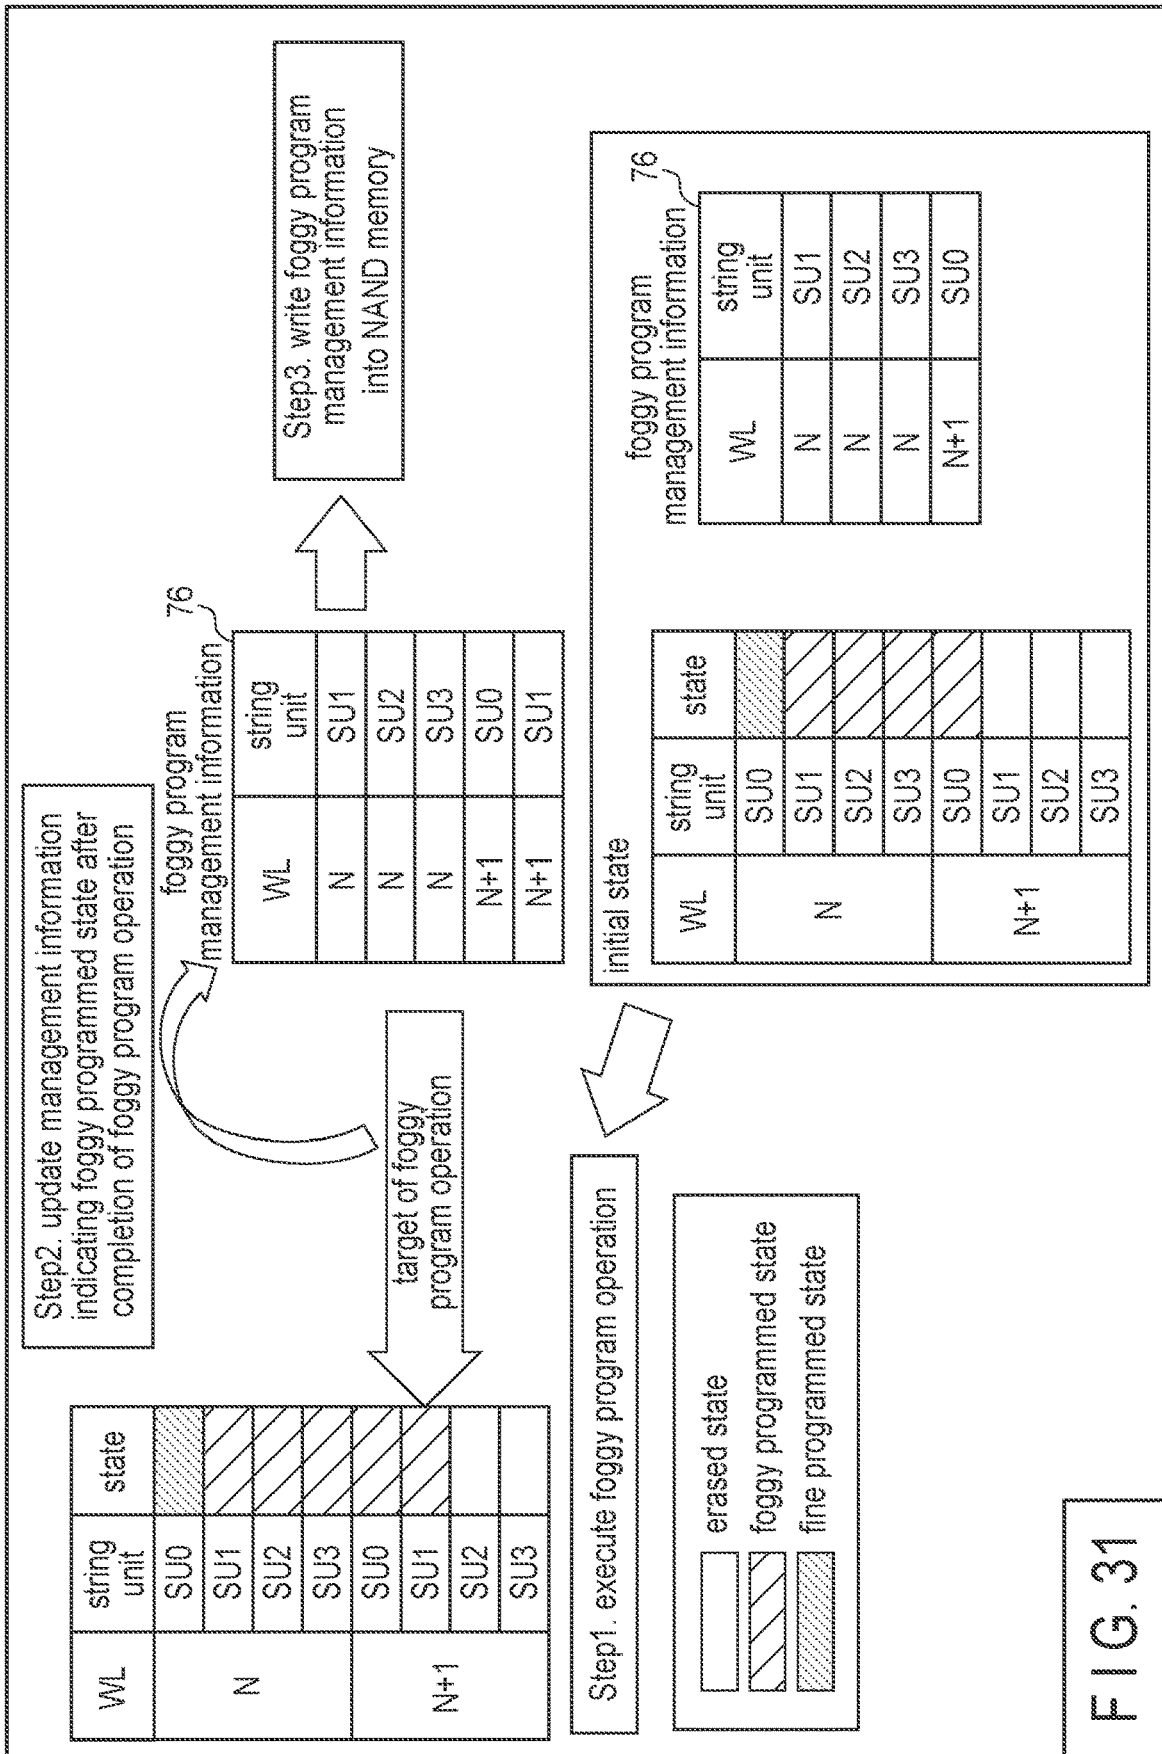 Step2. update management information
indicating foggy programmed state after
completion of foggy program operation
WL
string
unit
state
N
SU0
SU1
SU2
SU3
N+1
SU0
SU1
SU2
SU3
target of foggy
program operation
foggy program
management information
76
WL
string
unit
N
SU1
N
SU2
N
SU3
N+1
SU0
N+1
SU1
Step3. write foggy program
management information
into NAND memory
Step1. execute foggy program operation
erased state
foggy programmed state
fine programmed state
initial state
WL
string
unit
state
N
SU0
SU1
SU2
SU3
N+1
SU0
SU1
SU2
SU3
foggy program
management information
76
WL
string
unit
N
SU1
N
SU2
N
SU3
N+1
SU0
FIG. 31